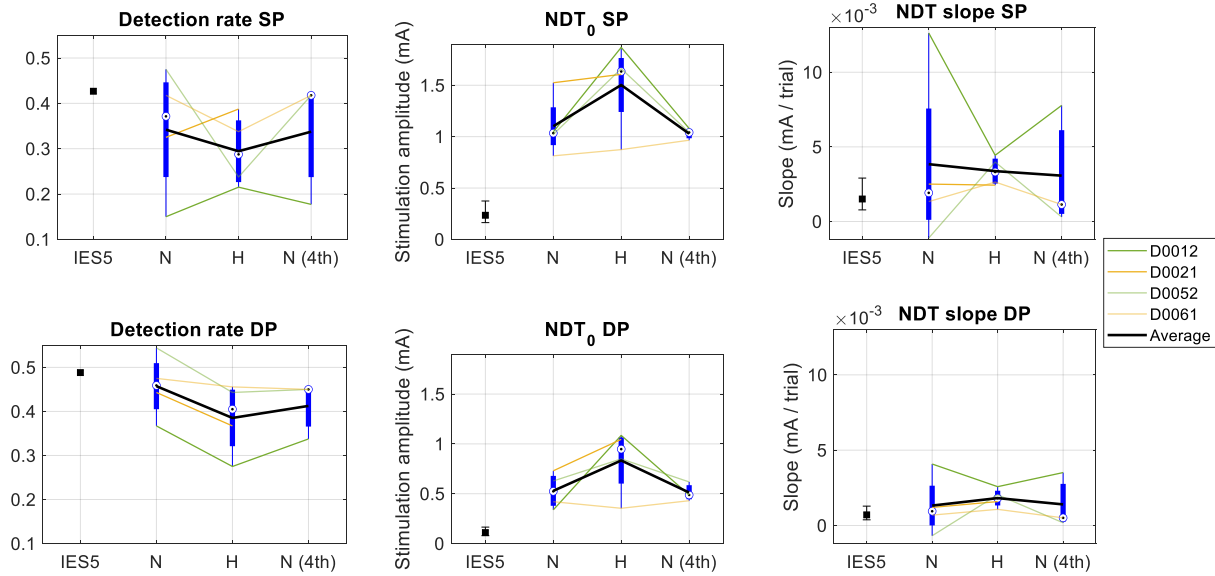 Detection rate SP
0.5
0.4
0.3
0.2
0.1
IES5 N H N (4th)
NDT0 SP
Stimulation amplitude (mA)
1.5
1
0.5
0
IES5 N H N (4th)
NDT slope SP
×10-3
Slope (mA / trial)
10
5
0
IES5 N H N (4th)
D0012
D0021
D0052
D0061
Average
Detection rate DP
0.5
0.4
0.3
0.2
0.1
IES5 N H N (4th)
NDT0 DP
Stimulation amplitude (mA)
1.5
1
0.5
0
IES5 N H N (4th)
NDT slope DP
×10-3
Slope (mA / trial)
10
5
0
IES5 N H N (4th)